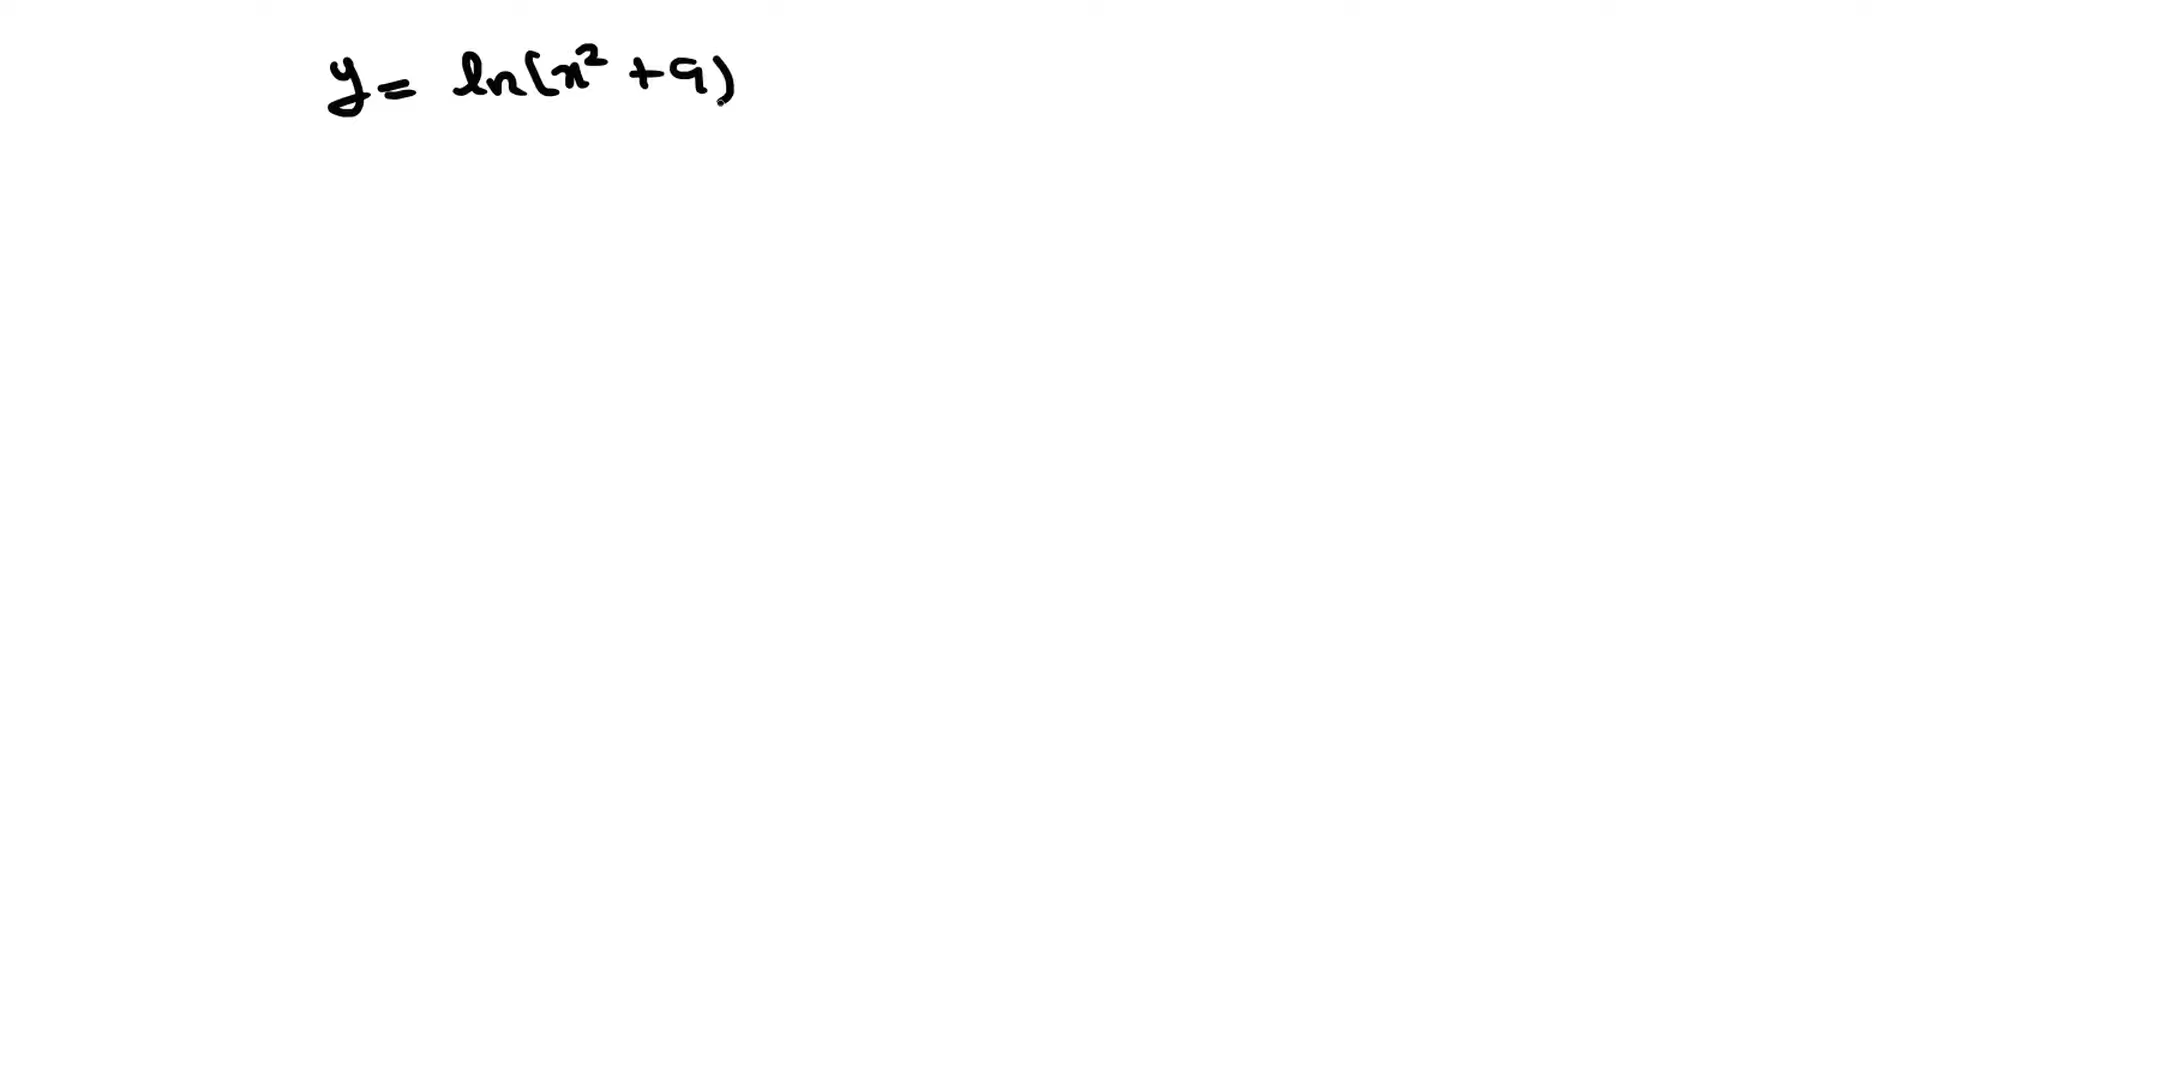 y = ln(x² + 9)